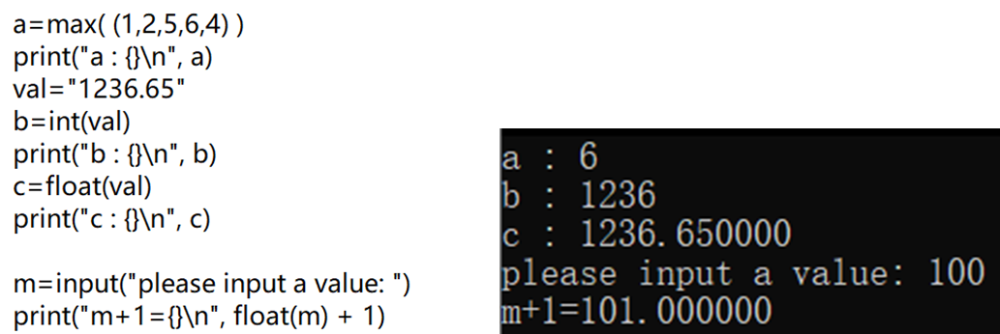 a=max( (1,2,5,6,4) )
print("a : {}\n", a)
val="1236.65"
b=int(val)
print("b : {}\n", b)
c=float(val)
print("c : {}\n", c)
m=input("please input a value: ")
print("m+1={}\n", float(m) + 1)
a : 6
b : 1236
c : 1236.650000
please input a value: 100
m+1=101.000000